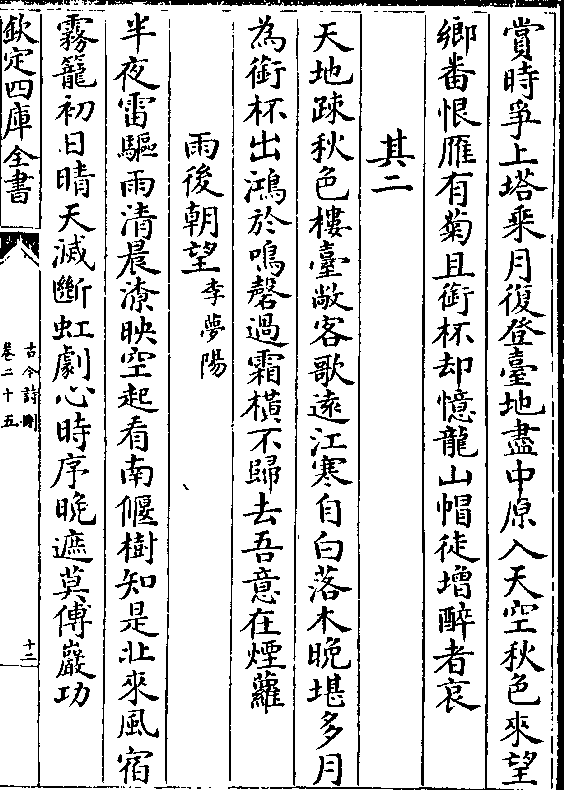 賞時爭上塔乘月復登臺地盡中原入天空秋色來望
鄉畨恨雁有菊且銜杯却憶龍山帽徒增醉者哀
其二
天地疎秋色樓臺敞客歌遠江寒自白落木晚堪多月
為銜杯出鴻於鳴磬過霜橫不歸去吾意在煙蘿
雨後朝望李夢陽
半夜雷驅雨清晨潦映空起看南偃樹知是北來風宿
霧籠初日晴天滅斷虹劇心時序晚遮莫傅巖功
欽定四庫全書
古今詩刪
卷二十五
十二